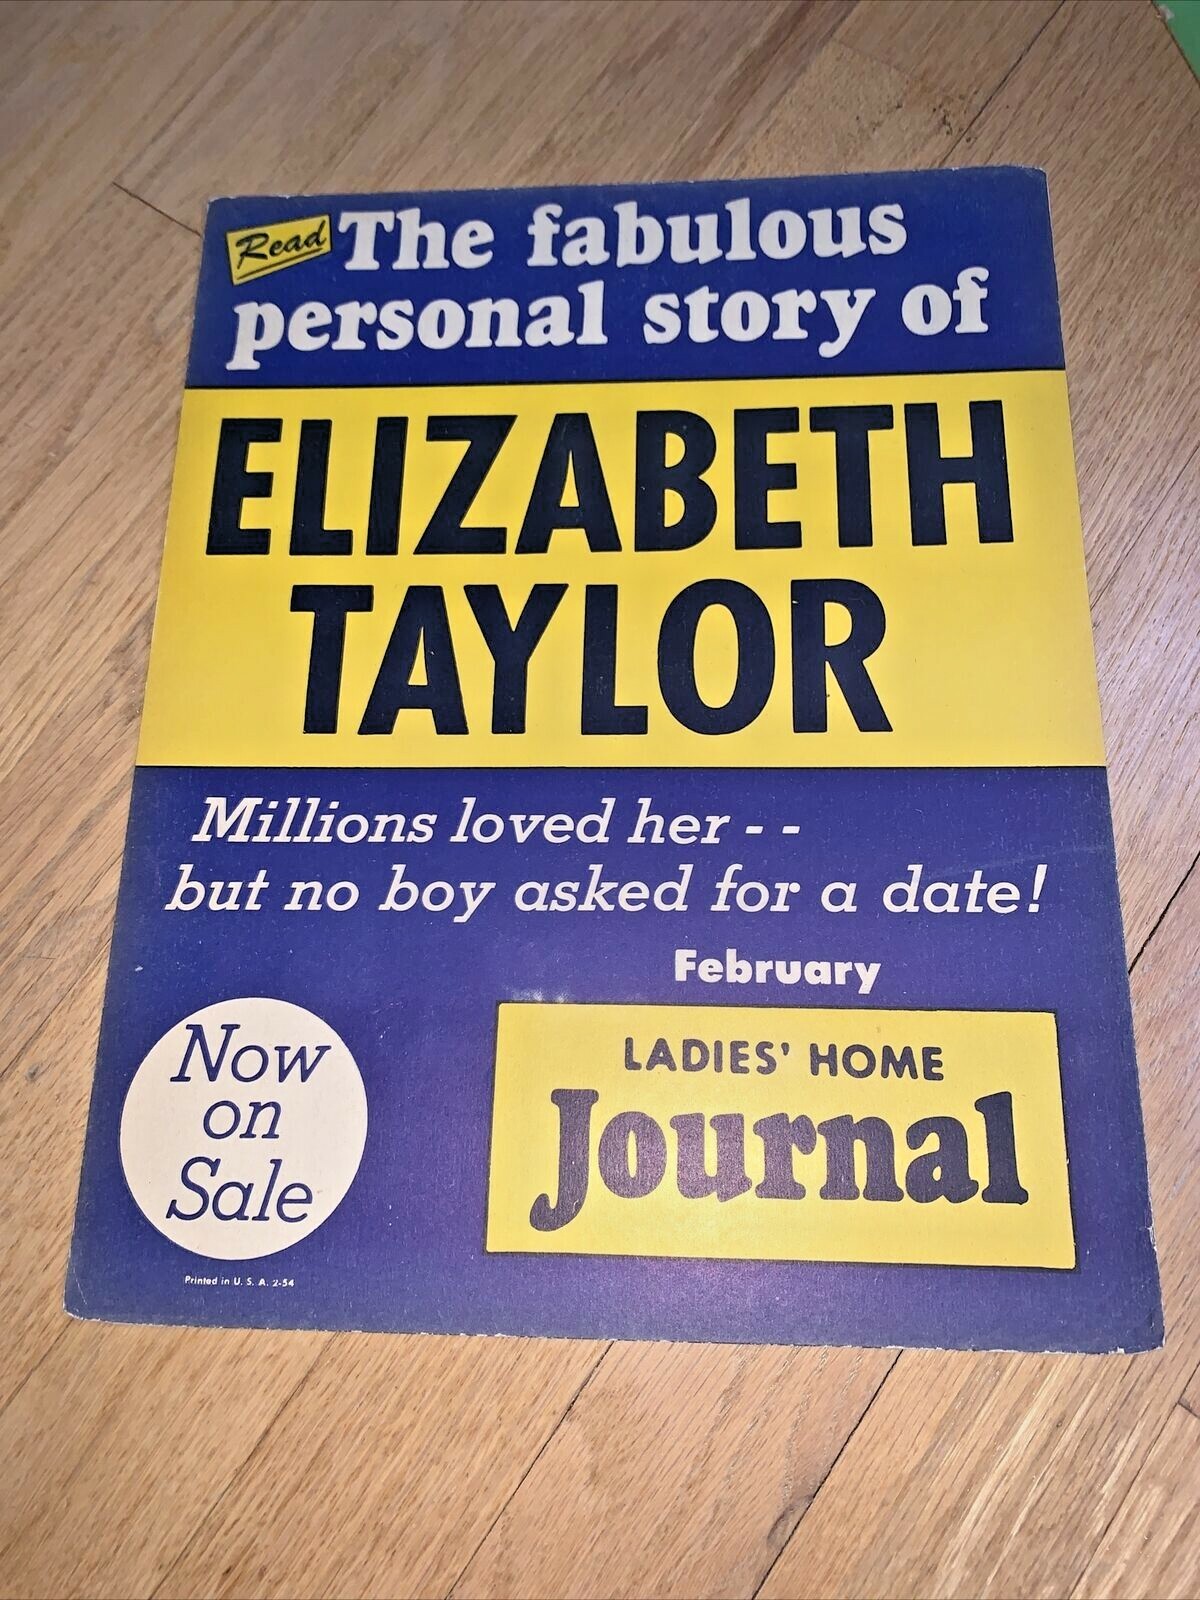 Read The fabulous
personal story of
ELIZABETH
TAYLOR
Millions loved her - -
but no boy asked for a date!
February
LADIES' HOME
Journal
Now
on
Sale
Printed in U. S. A. 2-54